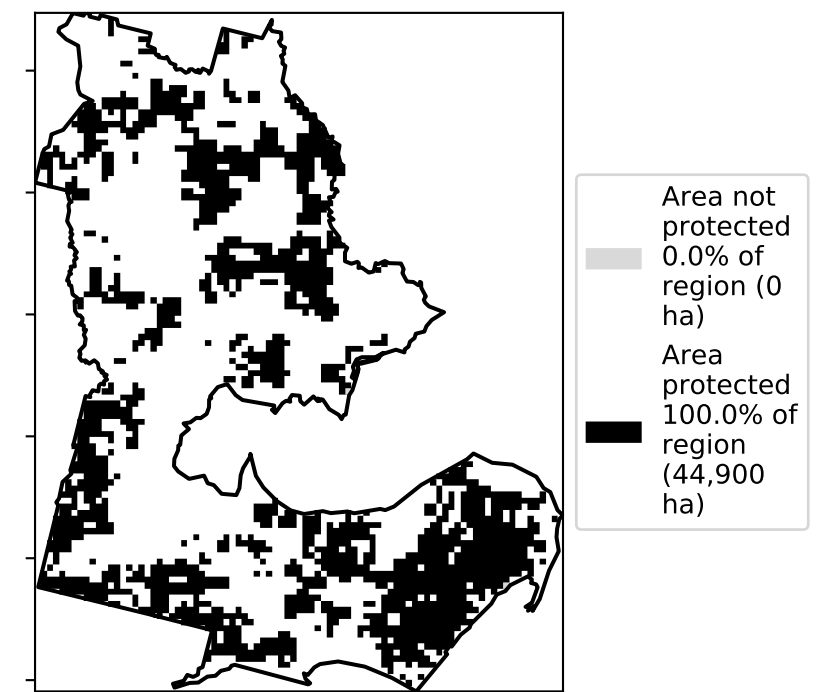 Area not
protected
0.0% of
region (0
ha)
Area
protected
100.0% of
region
(44,900
ha)